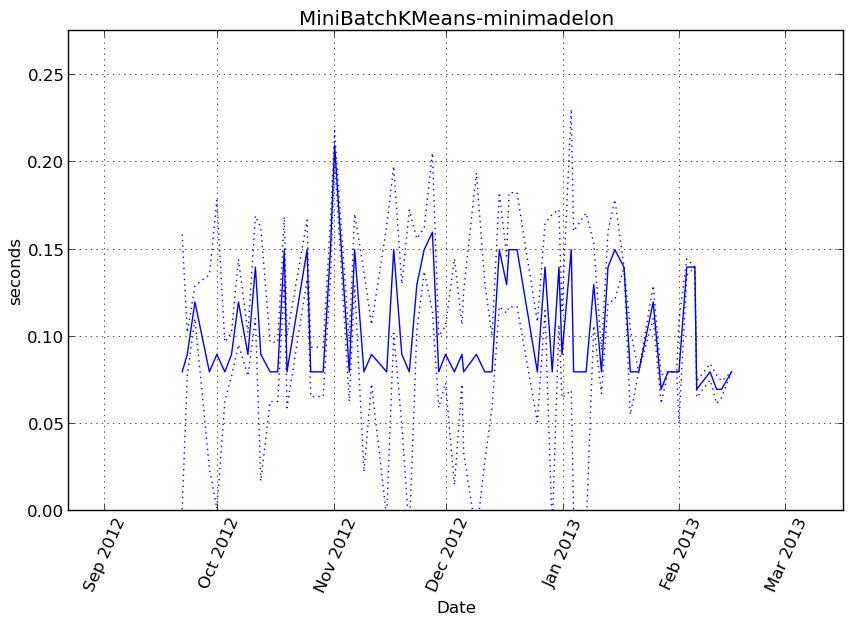 MiniBatchKMeans-minimadelon
0.25
0.20
0.15
0.10
0.05
0.00
seconds
Sep 2012
Oct 2012
Nov 2012
Dec 2012
Jan 2013
Feb 2013
Mar 2013
Date